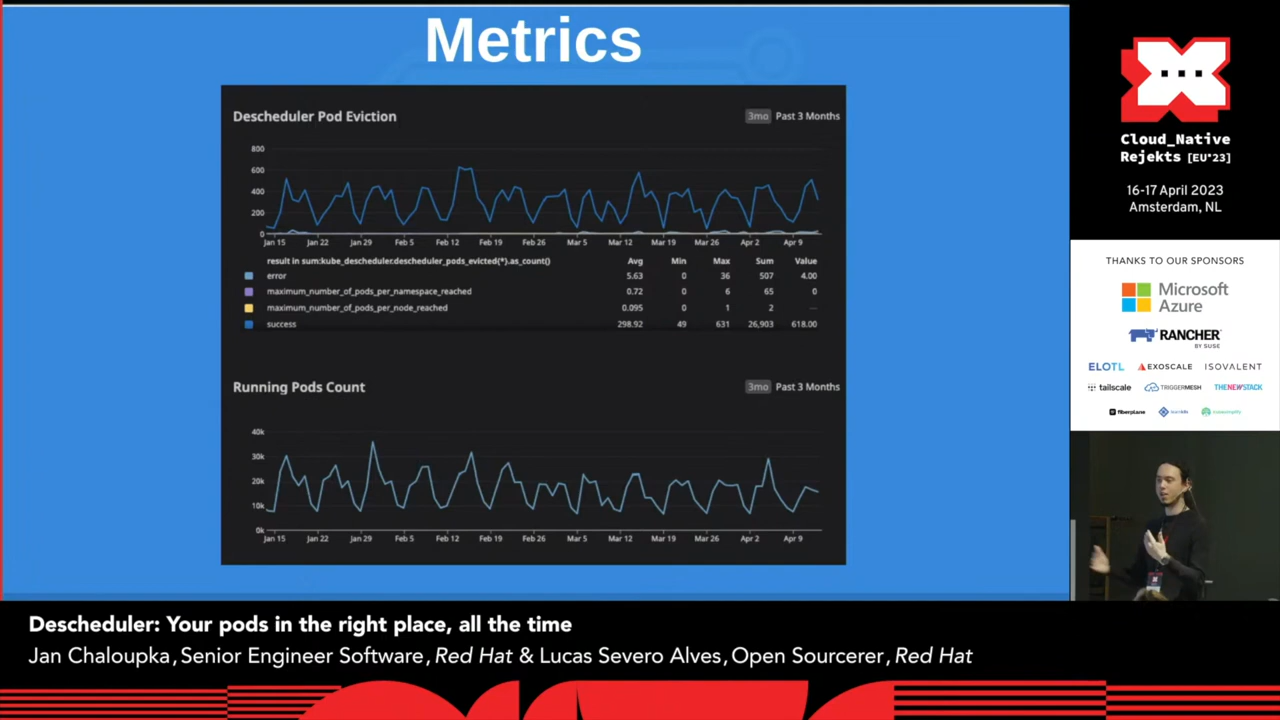 Metrics
Descheduler Pod Eviction
3mo Past 3 Months
800
600
400
200
0
Jan 15 Jan 22 Jan 29 Feb 5 Feb 12 Feb 19 Feb 26 Mar 5 Mar 12 Mar 19 Mar 26 Apr 2 Apr 9
result in sum:kube_descheduler.descheduler_pods_evicted{*}.as_count() Avg Min Max Sum Value
error 5.63 0 36 507 4.00
maximum_number_of_pods_per_namespace_reached 0.72 0 6 65 0
maximum_number_of_pods_per_node_reached 0.095 0 1 2 —
success 298.92 49 631 26,903 618.00
Running Pods Count
3mo Past 3 Months
40k
30k
20k
10k
0k
Jan 15 Jan 22 Jan 29 Feb 5 Feb 12 Feb 19 Feb 26 Mar 5 Mar 12 Mar 19 Mar 26 Apr 2 Apr 9
Cloud_Native
Rejekts [EU'23]
16-17 April 2023
Amsterdam, NL
THANKS TO OUR SPONSORS
Microsoft
Azure
RANCHER
BY SUSE
ELOTL EXOSCALE ISOVALENT
tailscale TRIGGERMESH THENEWSTACK
fiberplane
Descheduler: Your pods in the right place, all the time
Jan Chaloupka, Senior Engineer Software, Red Hat & Lucas Severo Alves, Open Sourcerer, Red Hat